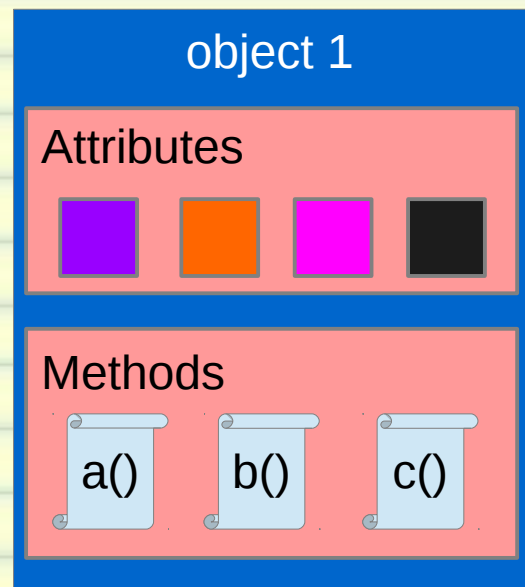 object 1
Attributes
Methods
a() b() c()